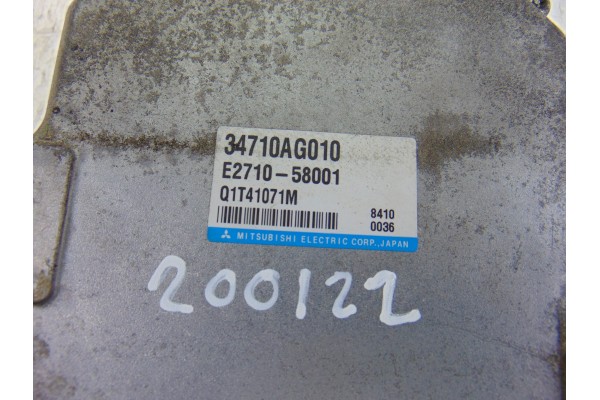 34710AG010
E2710-58001
Q1T41071M
8410
0036
MITSUBISHI ELECTRIC CORP., JAPAN
200122